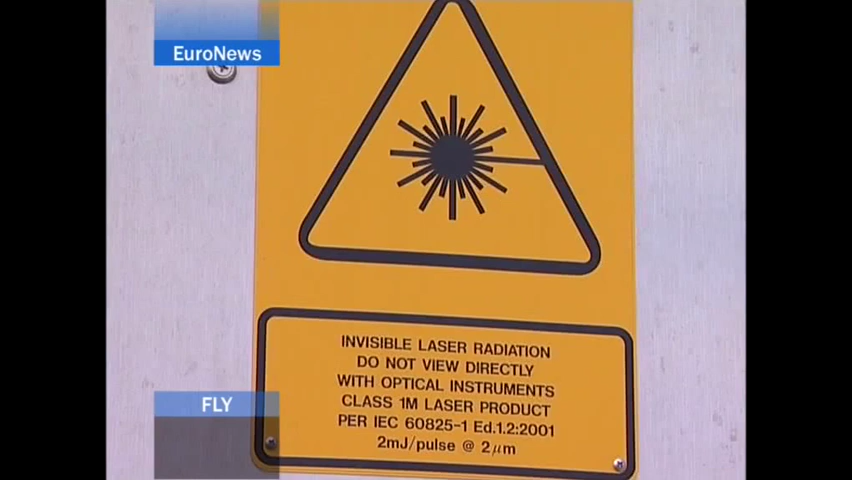 EuroNews
INVISIBLE LASER RADIATION
DO NOT VIEW DIRECTLY
WITH OPTICAL INSTRUMENTS
CLASS 1M LASER PRODUCT
PER IEC 60825-1 Ed.1.2:2001
2mJ/pulse @ 2μm
FLY